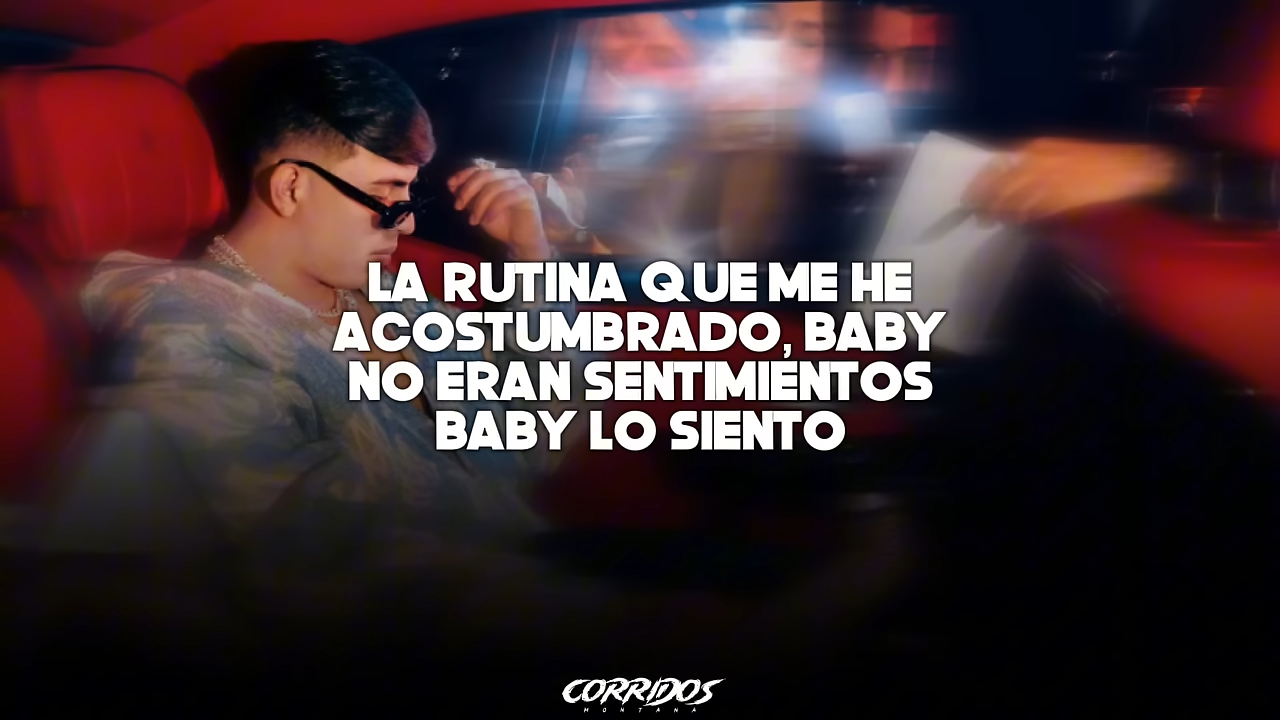 LA RUTINA QUE ME HE
ACOSTUMBRADO, BABY
NO ERAN SENTIMIENTOS
BABY LO SIENTO
CORRIDOS
MONTANA